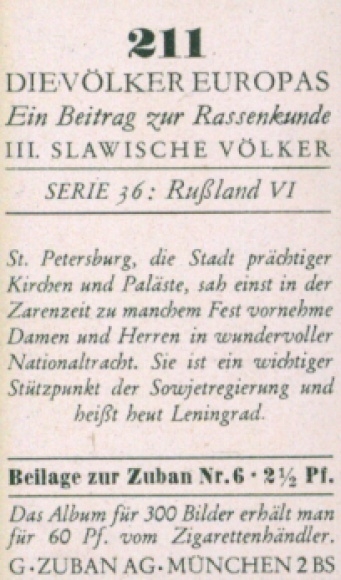 211
DIE VÖLKER EUROPAS
Ein Beitrag zur Rassenkunde
III. SLAWISCHE VÖLKER
SERIE 36: Rußland VI
St. Petersburg, die Stadt prächtiger
Kirchen und Paläste, sah einst in der
Zarenzeit zu manchem Fest vornehme
Damen und Herren in wundervoller
Nationaltracht. Sie ist ein wichtiger
Stützpunkt der Sowjetregierung und
heißt heut Leningrad.
Beilage zur Zuban Nr. 6 · 2½ Pf.
Das Album für 300 Bilder erhält man
für 60 Pf. vom Zigarettenhändler.
G·ZUBAN AG·MÜNCHEN 2 BS